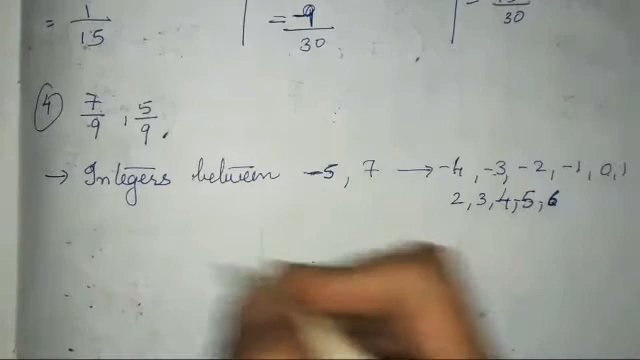 = 1/15
= -9/30
30
4) 7/9 , 5/9 .
→ Integers between -5, 7 → -4, -3, -2, -1, 0, 1
2, 3, 4, 5, 6